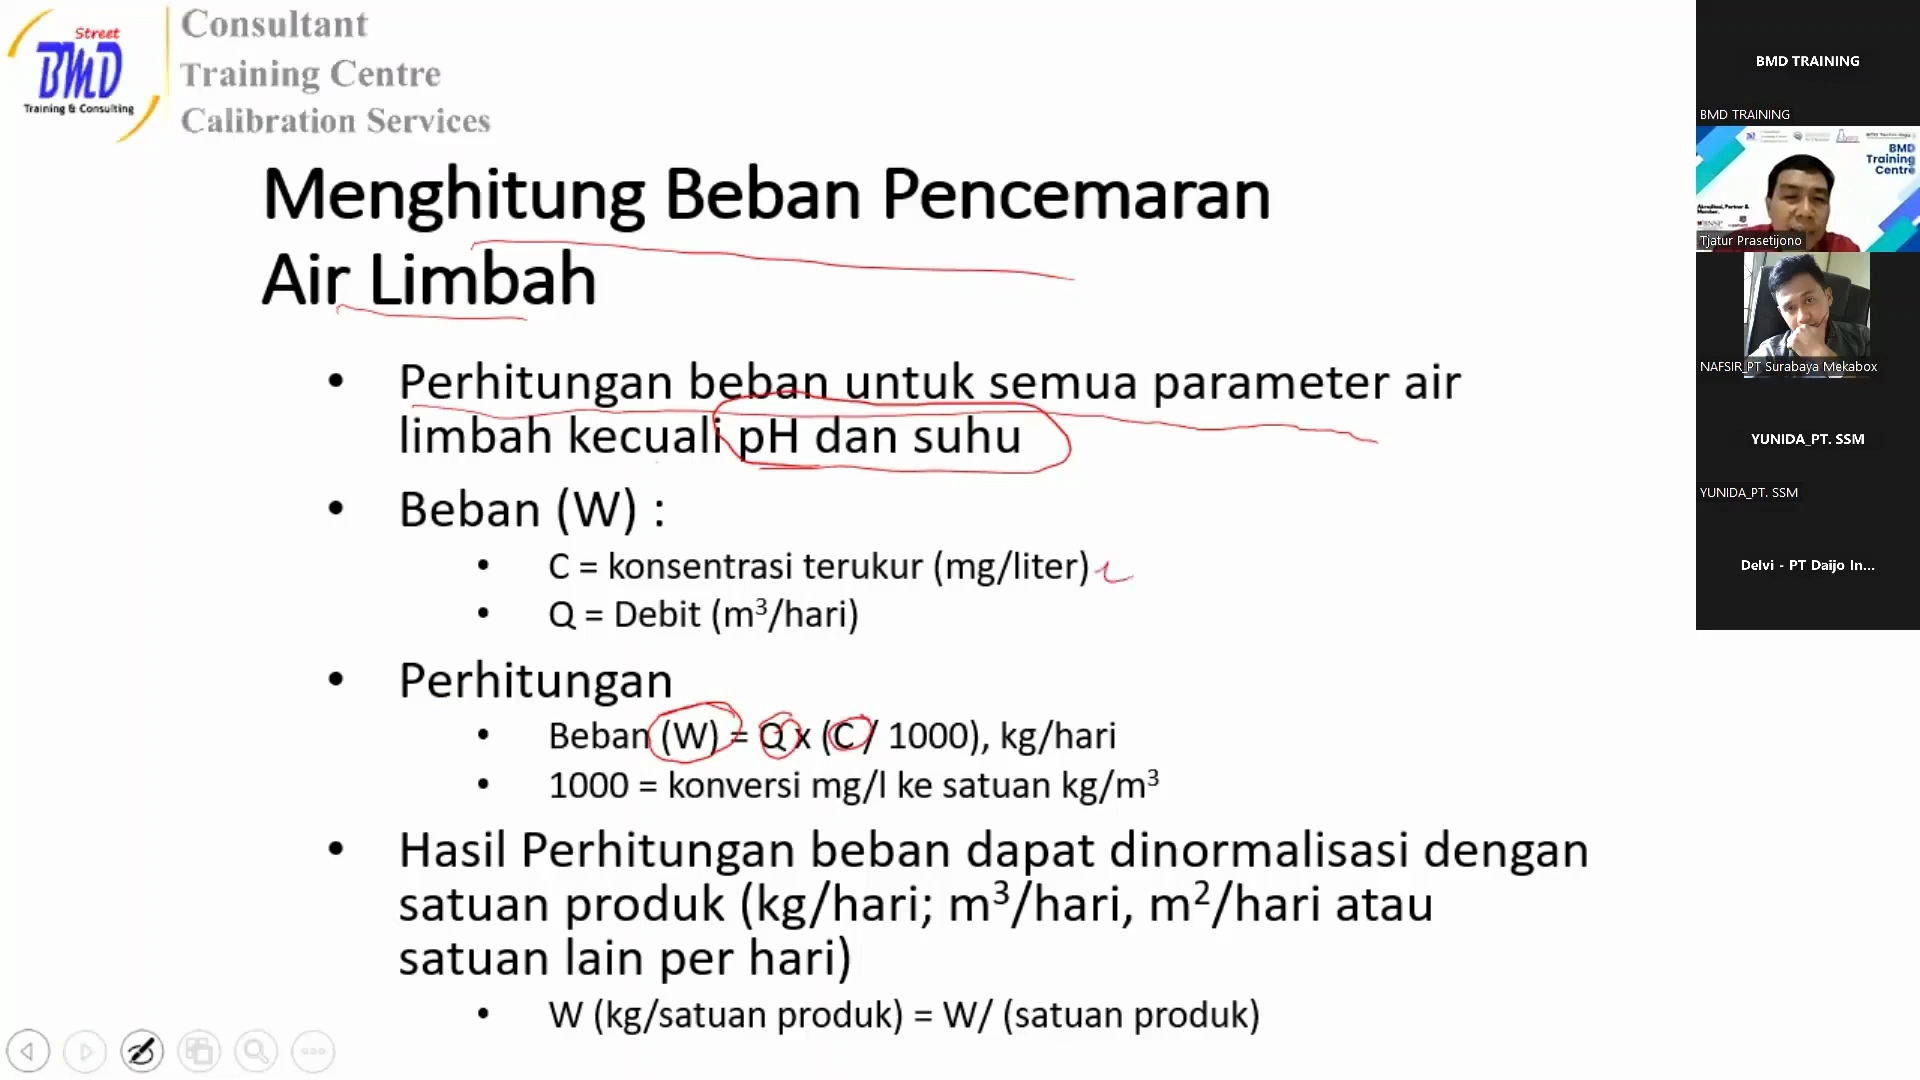 Street
BMD
Training & Consulting
Consultant
Training Centre
Calibration Services
Menghitung Beban Pencemaran
Air Limbah
• Perhitungan beban untuk semua parameter air
limbah kecuali pH dan suhu
• Beban (W) :
• C = konsentrasi terukur (mg/liter)
• Q = Debit (m³/hari)
• Perhitungan
• Beban (W) = Q x (C / 1000), kg/hari
• 1000 = konversi mg/l ke satuan kg/m³
• Hasil Perhitungan beban dapat dinormalisasi dengan
satuan produk (kg/hari; m³/hari, m²/hari atau
satuan lain per hari)
• W (kg/satuan produk) = W/ (satuan produk)
BMD TRAINING
BMD TRAINING
BMD
Training
Centre
Tjatur Prasetijono
NAFSIR_PT Surabaya Mekabox
YUNIDA_PT. SSM
YUNIDA_PT. SSM
Delvi - PT Daijo In...